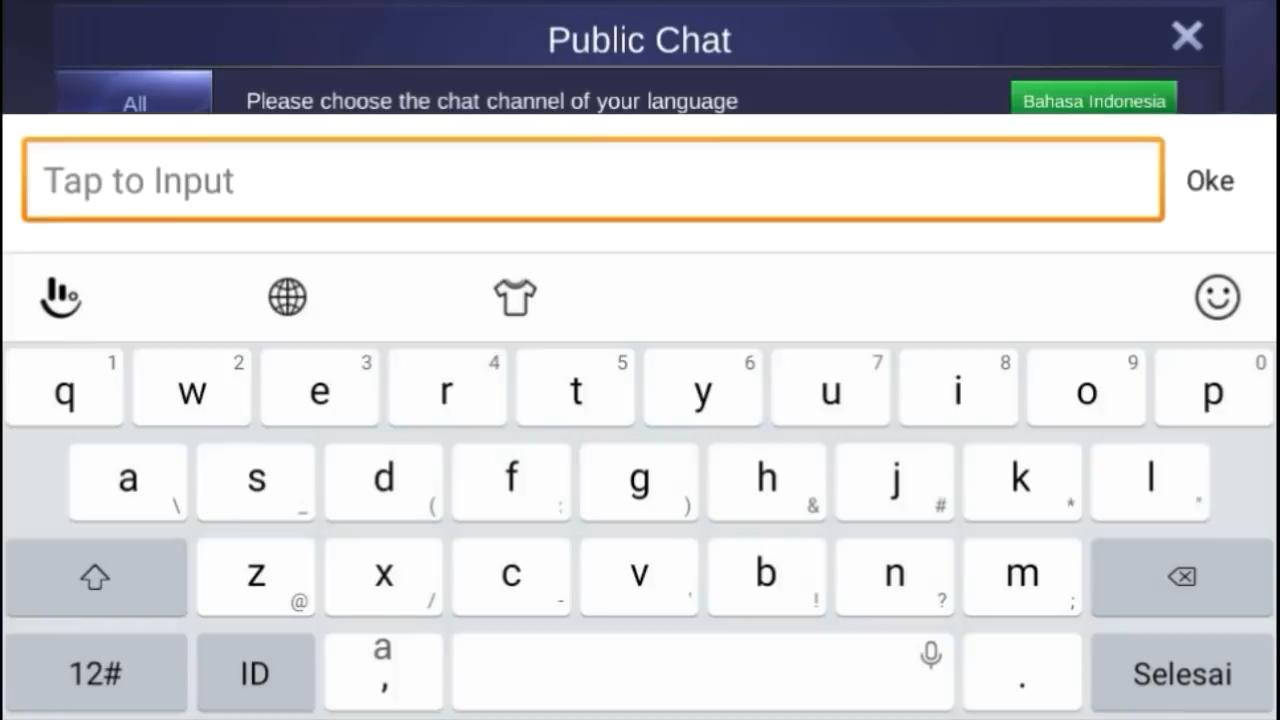 Public Chat
All
Please choose the chat channel of your language
Bahasa Indonesia
Tap to Input
Oke
1 2 3 4 5 6 7 8 9 0
q w e r t y u i o p
a s d f g h j k l
\ _ ( : ) & # * "
z x c v b n m
@ / - ' ! ? ;
12# ID a , . Selesai